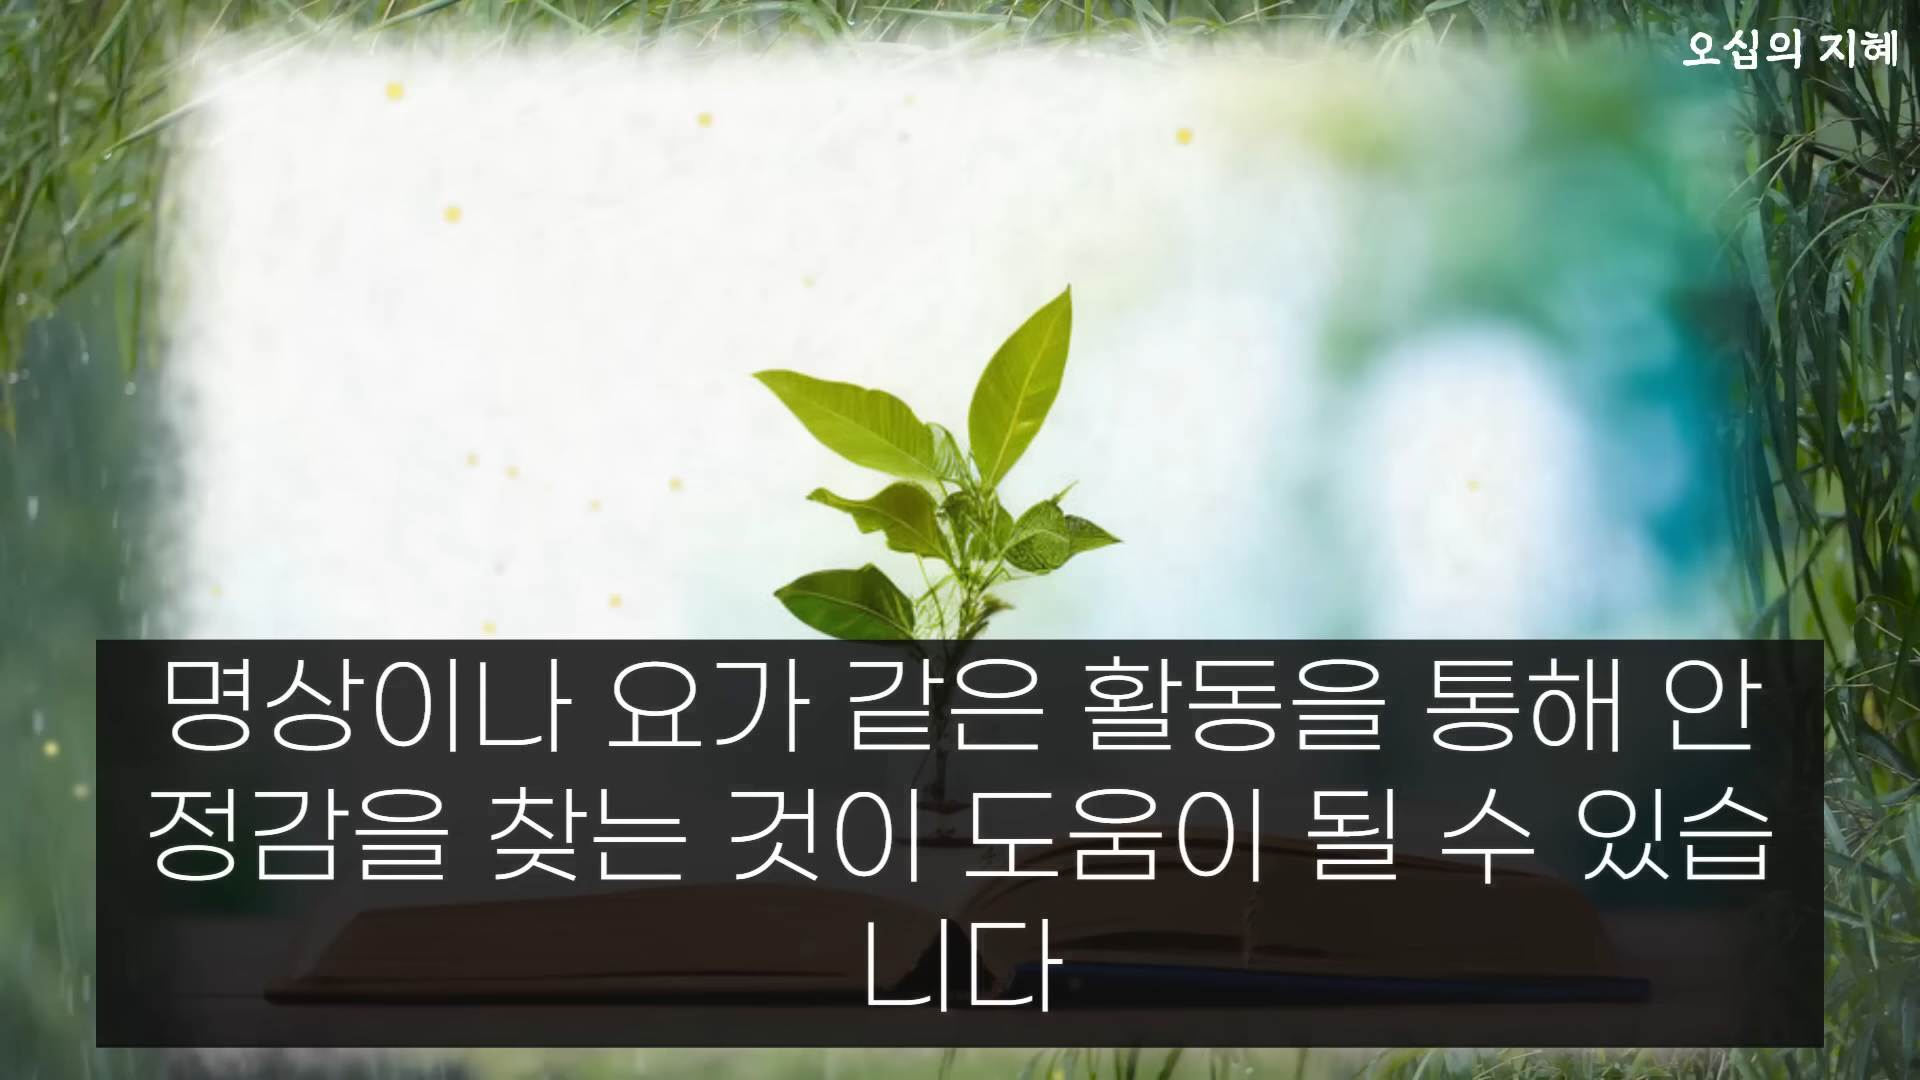 오십의 지혜
명상이나 요가 같은 활동을 통해 안
정감을 찾는 것이 도움이 될 수 있습
니다